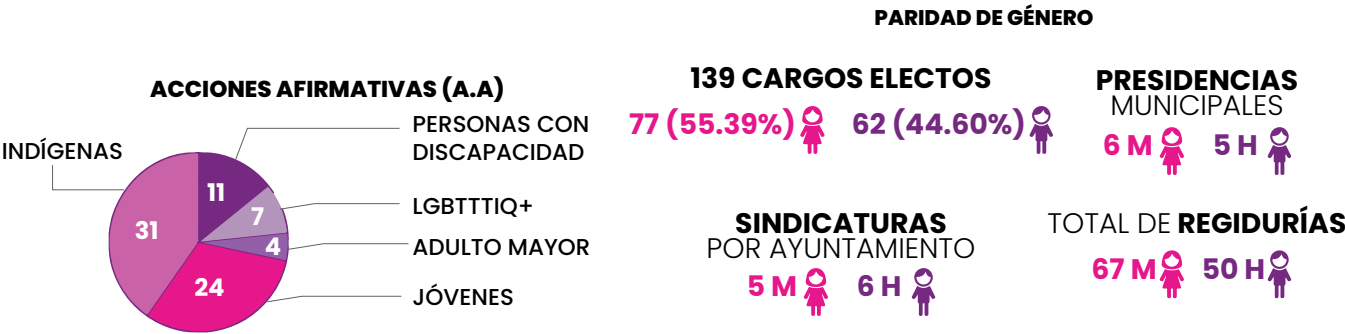 PARIDAD DE GÉNERO
ACCIONES AFIRMATIVAS (A.A)
INDÍGENAS
PERSONAS CON
DISCAPACIDAD
LGBTTTIQ+
ADULTO MAYOR
JÓVENES
11
7
4
24
31
139 CARGOS ELECTOS
77 (55.39%) 62 (44.60%)
PRESIDENCIAS
MUNICIPALES
6 M 5 H
SINDICATURAS
POR AYUNTAMIENTO
5 M 6 H
TOTAL DE REGIDURÍAS
67 M 50 H